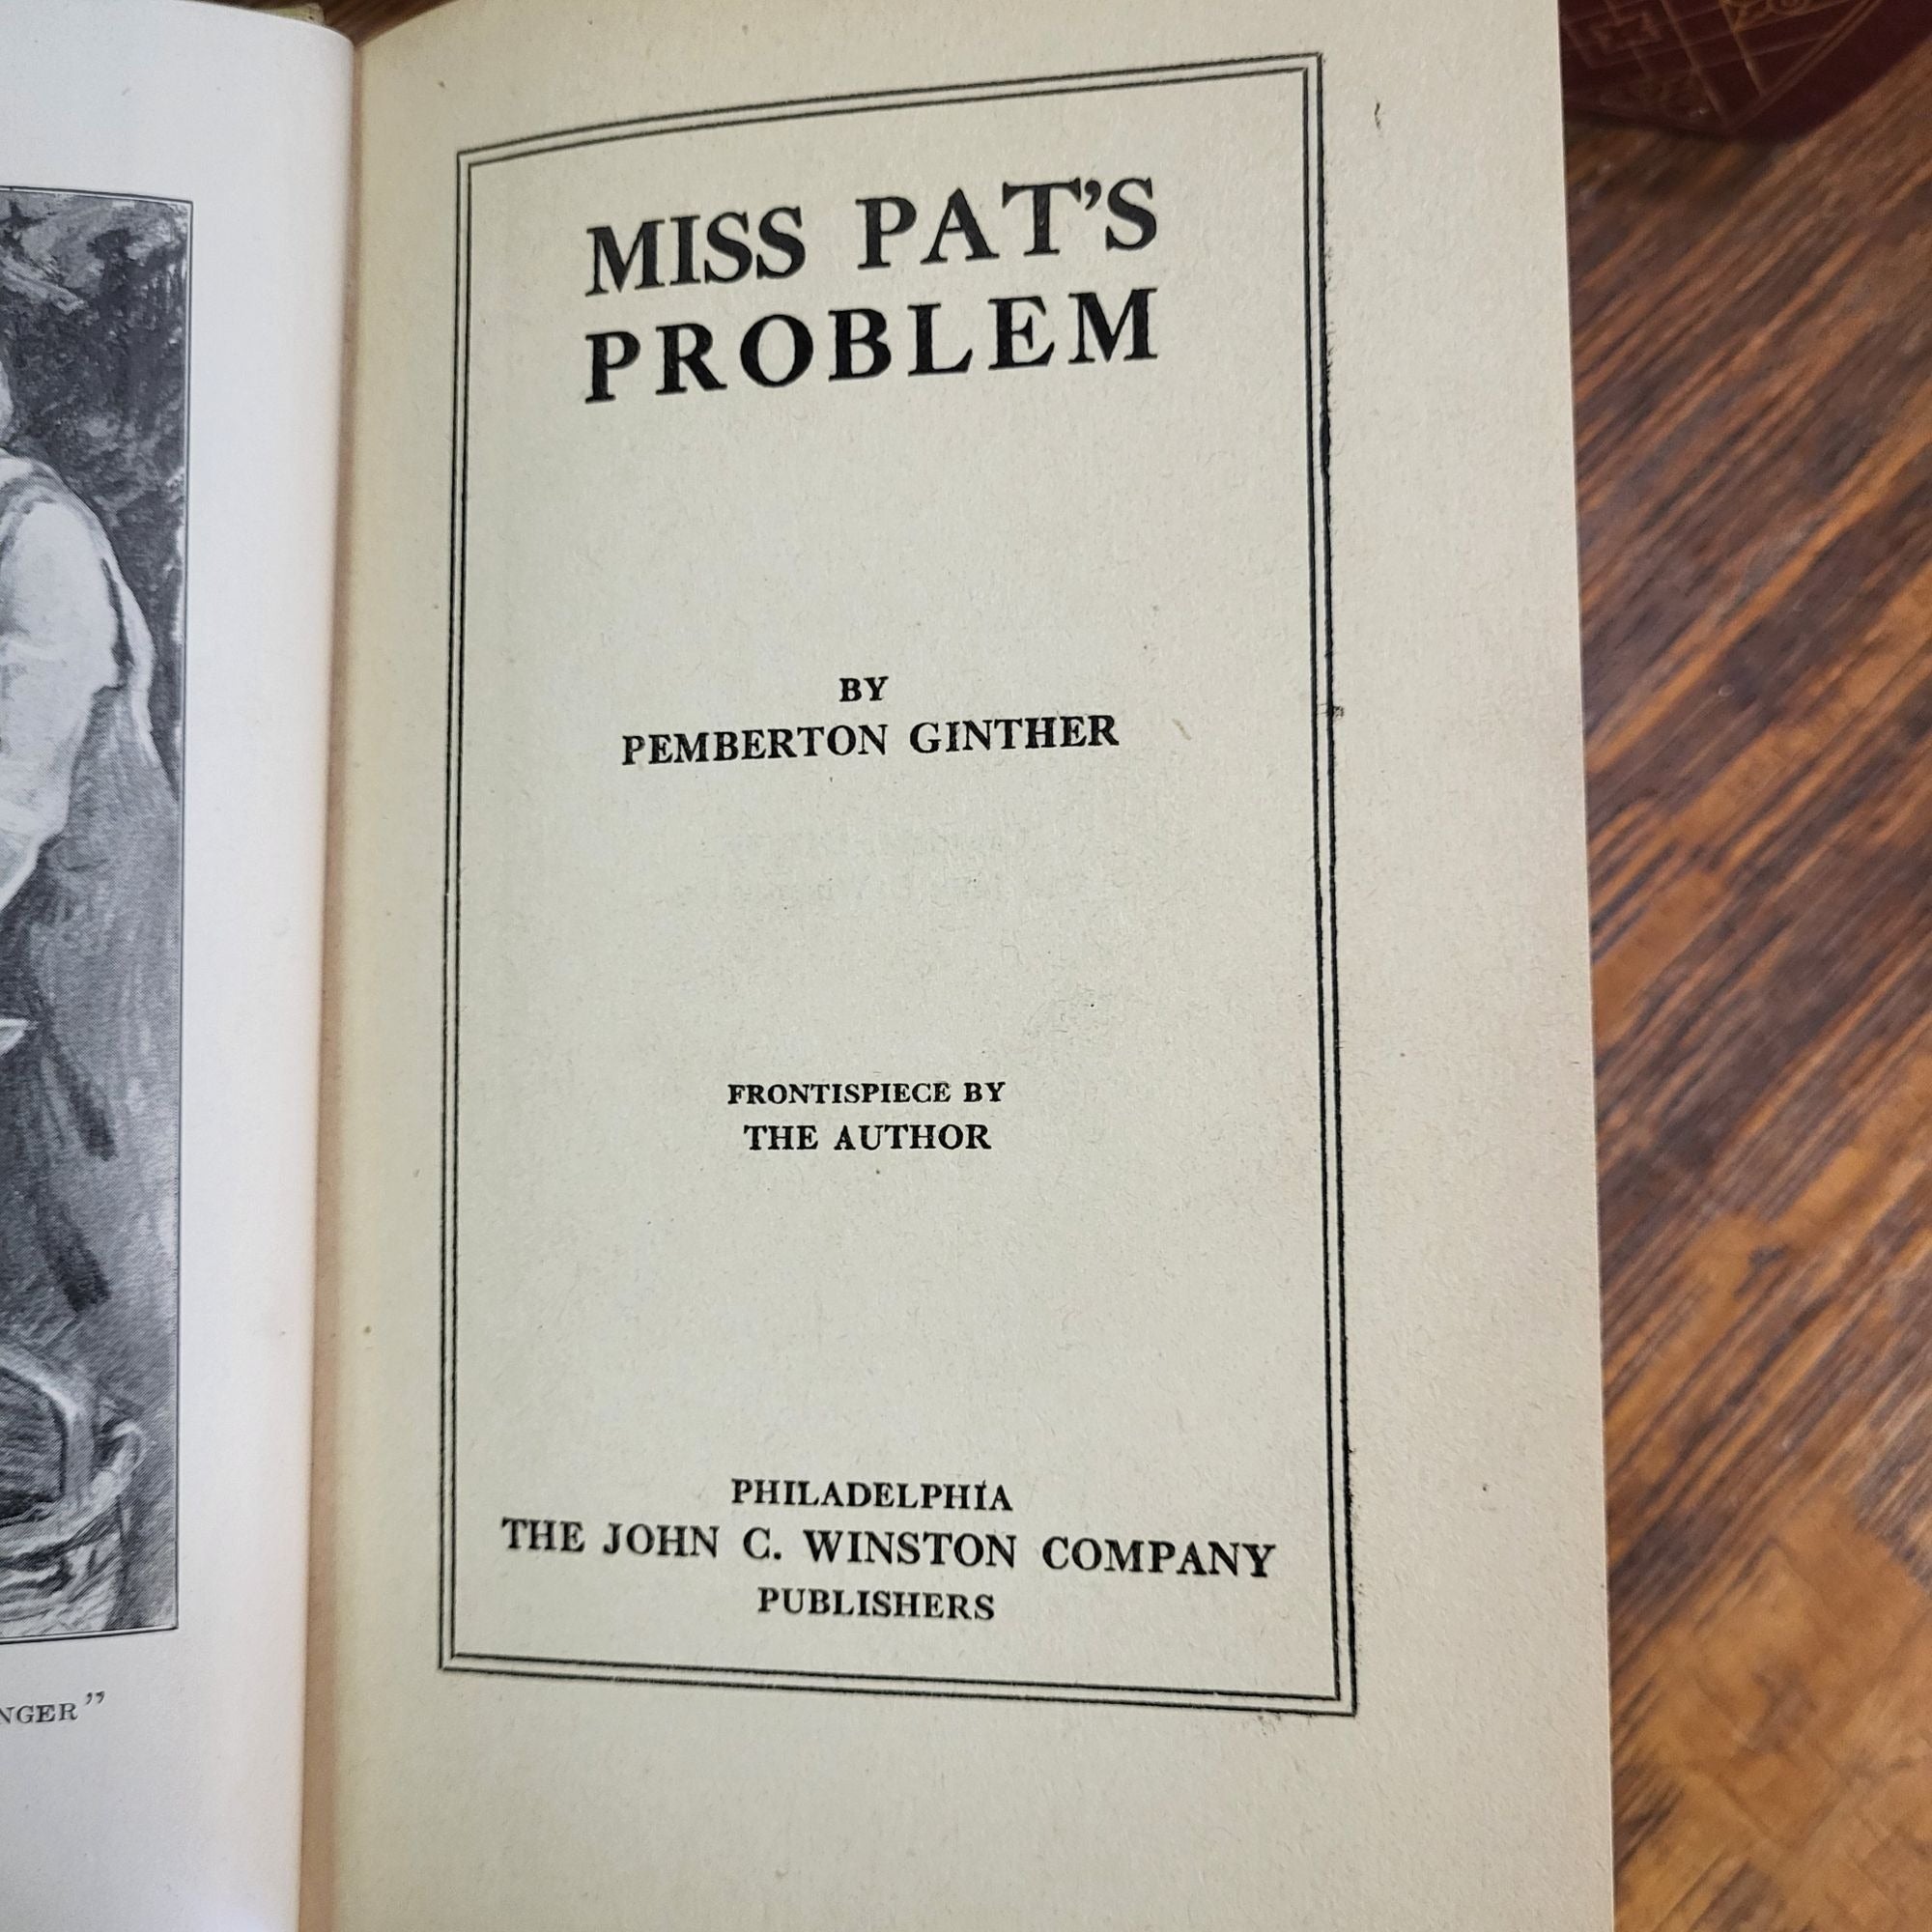 MISS PAT'S
PROBLEM
BY
PEMBERTON GINTHER
FRONTISPIECE BY
THE AUTHOR
PHILADELPHIA
THE JOHN C. WINSTON COMPANY
PUBLISHERS
NGER”